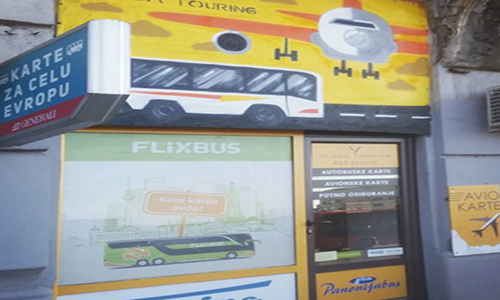 TOURING
KARTE
ZA CELU
EVROPU
GENERALI
FLiXBUS
Kupi kartu
ovde!
AUTOBUSKE KARTE
AVIONSKE KARTE
PUTNO OSIGURANJE
AVIO
KARTE
Panonijabus